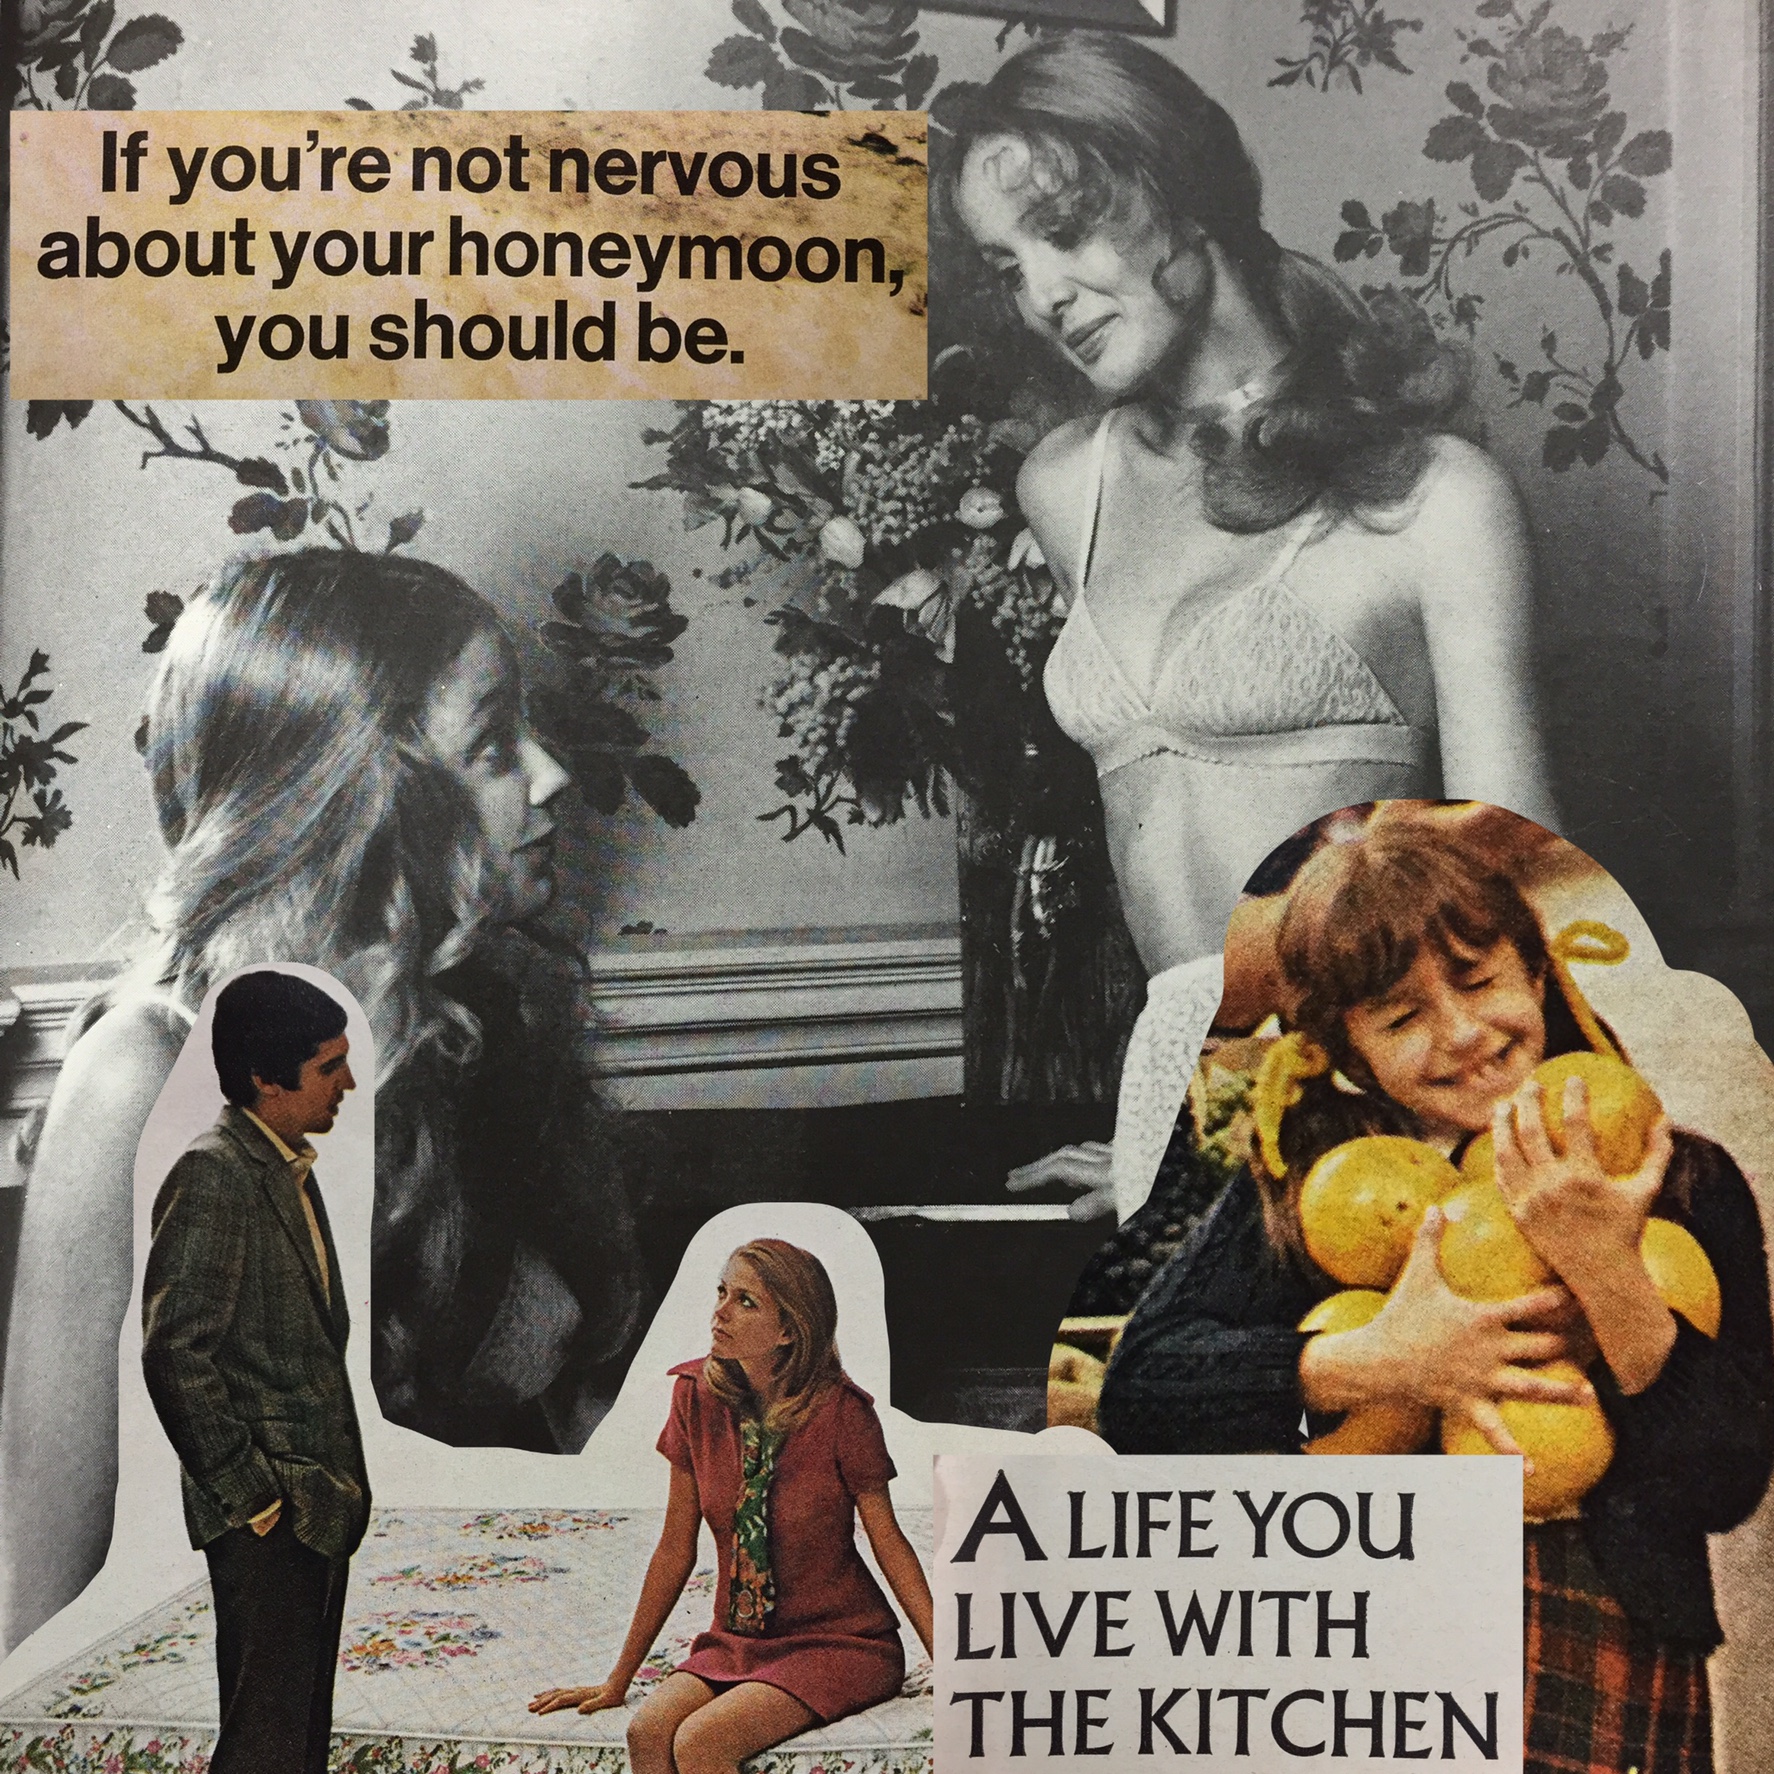 If you're not nervous
about your honeymoon,
you should be.
A LIFE YOU
LIVE WITH
THE KITCHEN